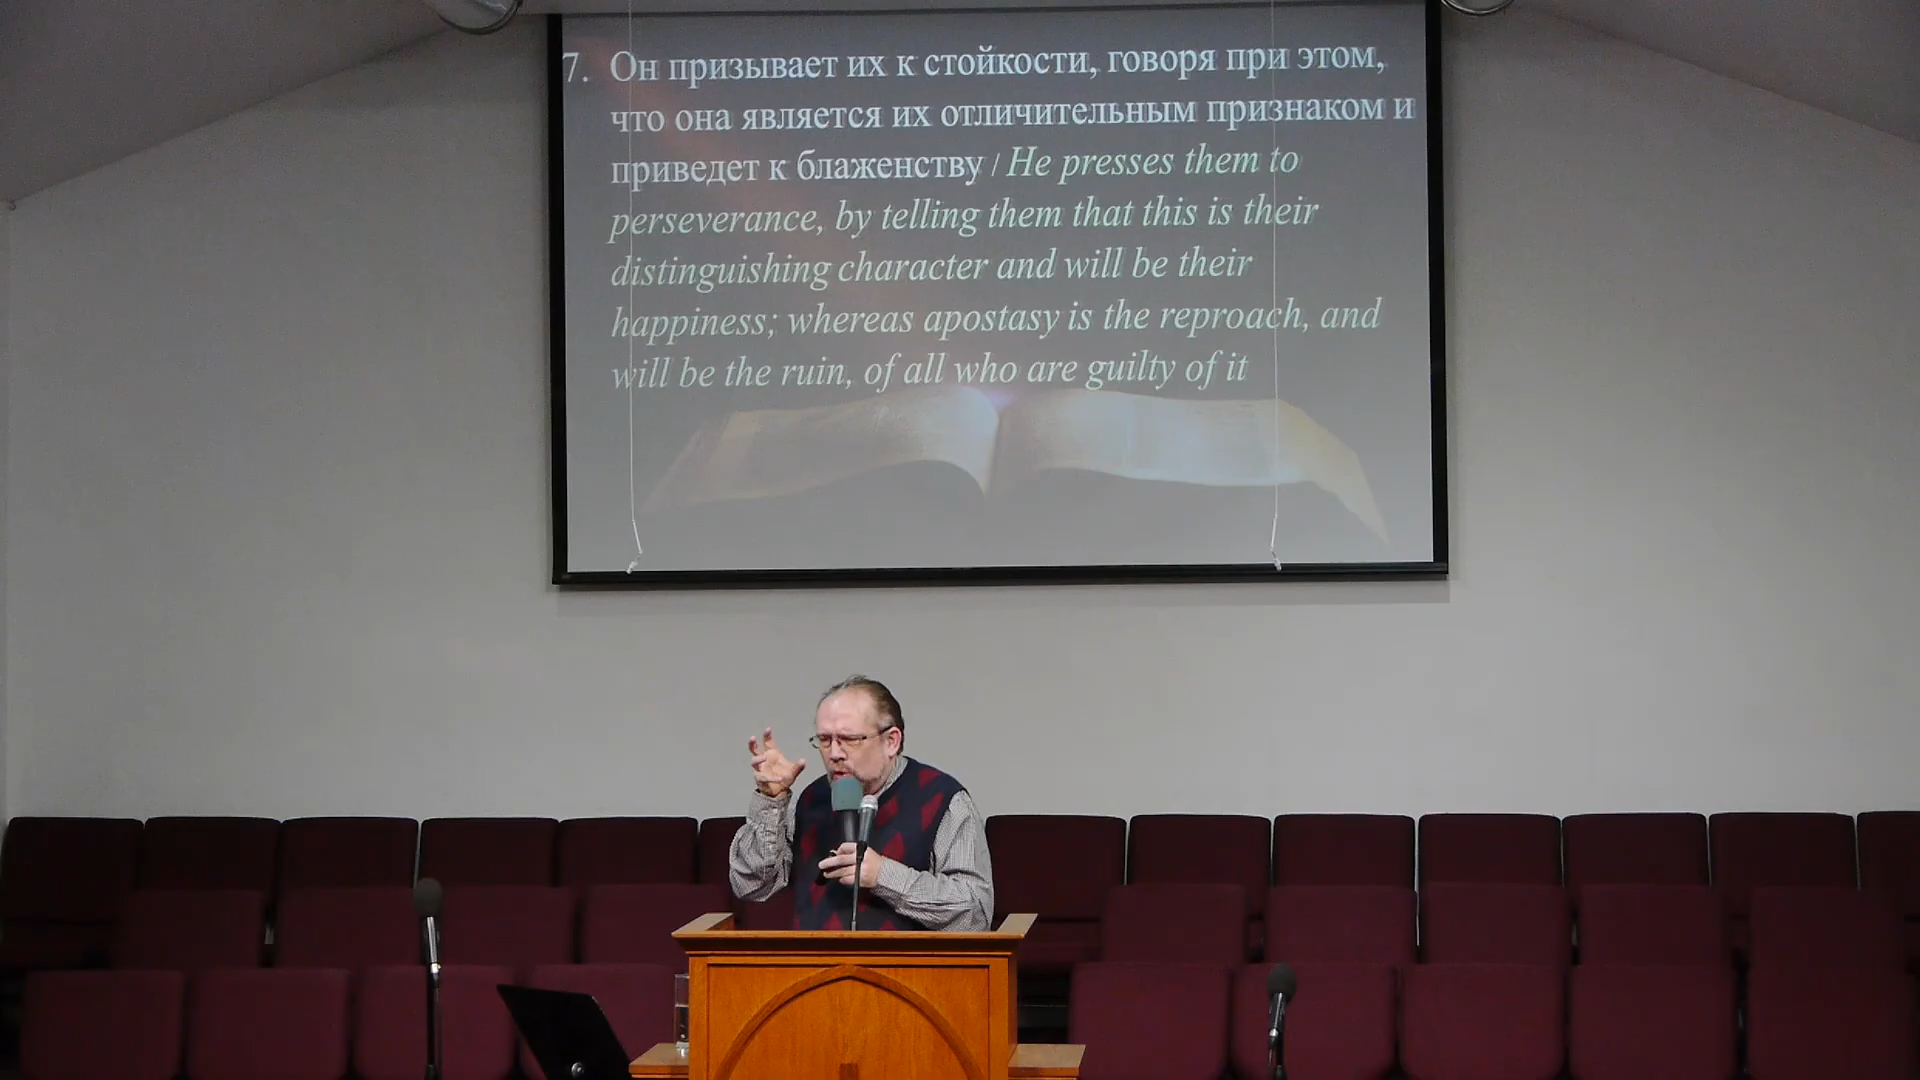 7. Он призывает их к стойкости, говоря при этом,
что она является их отличительным признаком и
приведет к блаженству / He presses them to
perseverance, by telling them that this is their
distinguishing character and will be their
happiness; whereas apostasy is the reproach, and
will be the ruin, of all who are guilty of it